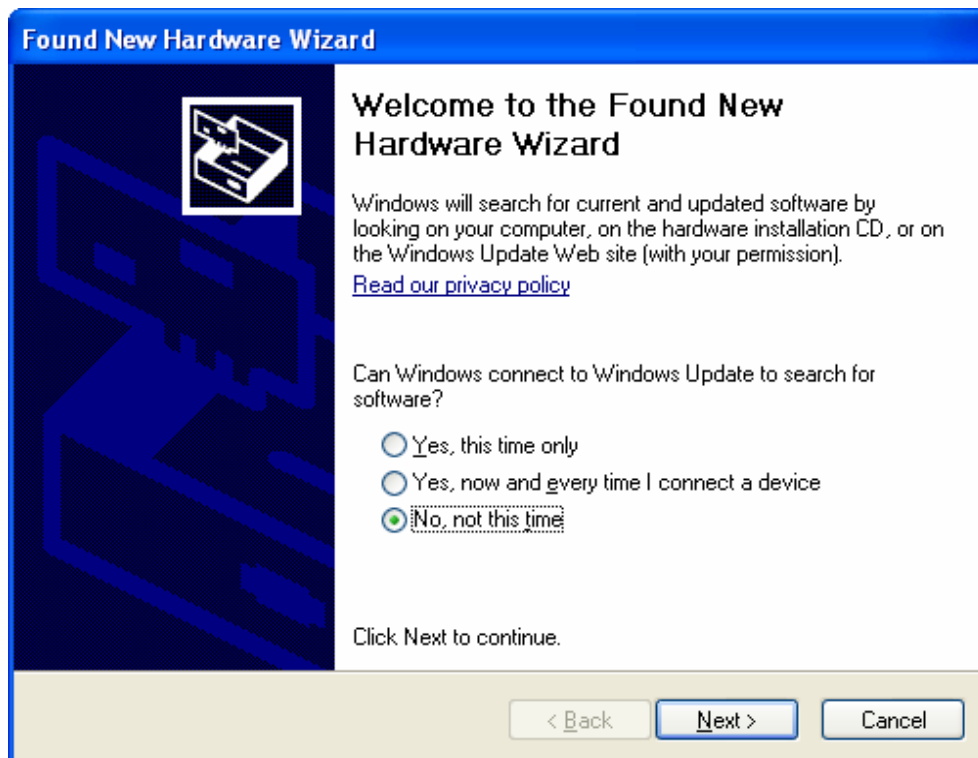 Found New Hardware Wizard
Welcome to the Found New
Hardware Wizard
Windows will search for current and updated software by
looking on your computer, on the hardware installation CD, or on
the Windows Update Web site (with your permission).
Read our privacy policy
Can Windows connect to Windows Update to search for
software?
Yes, this time only
Yes, now and every time I connect a device
No, not this time
Click Next to continue.
< Back
Next >
Cancel